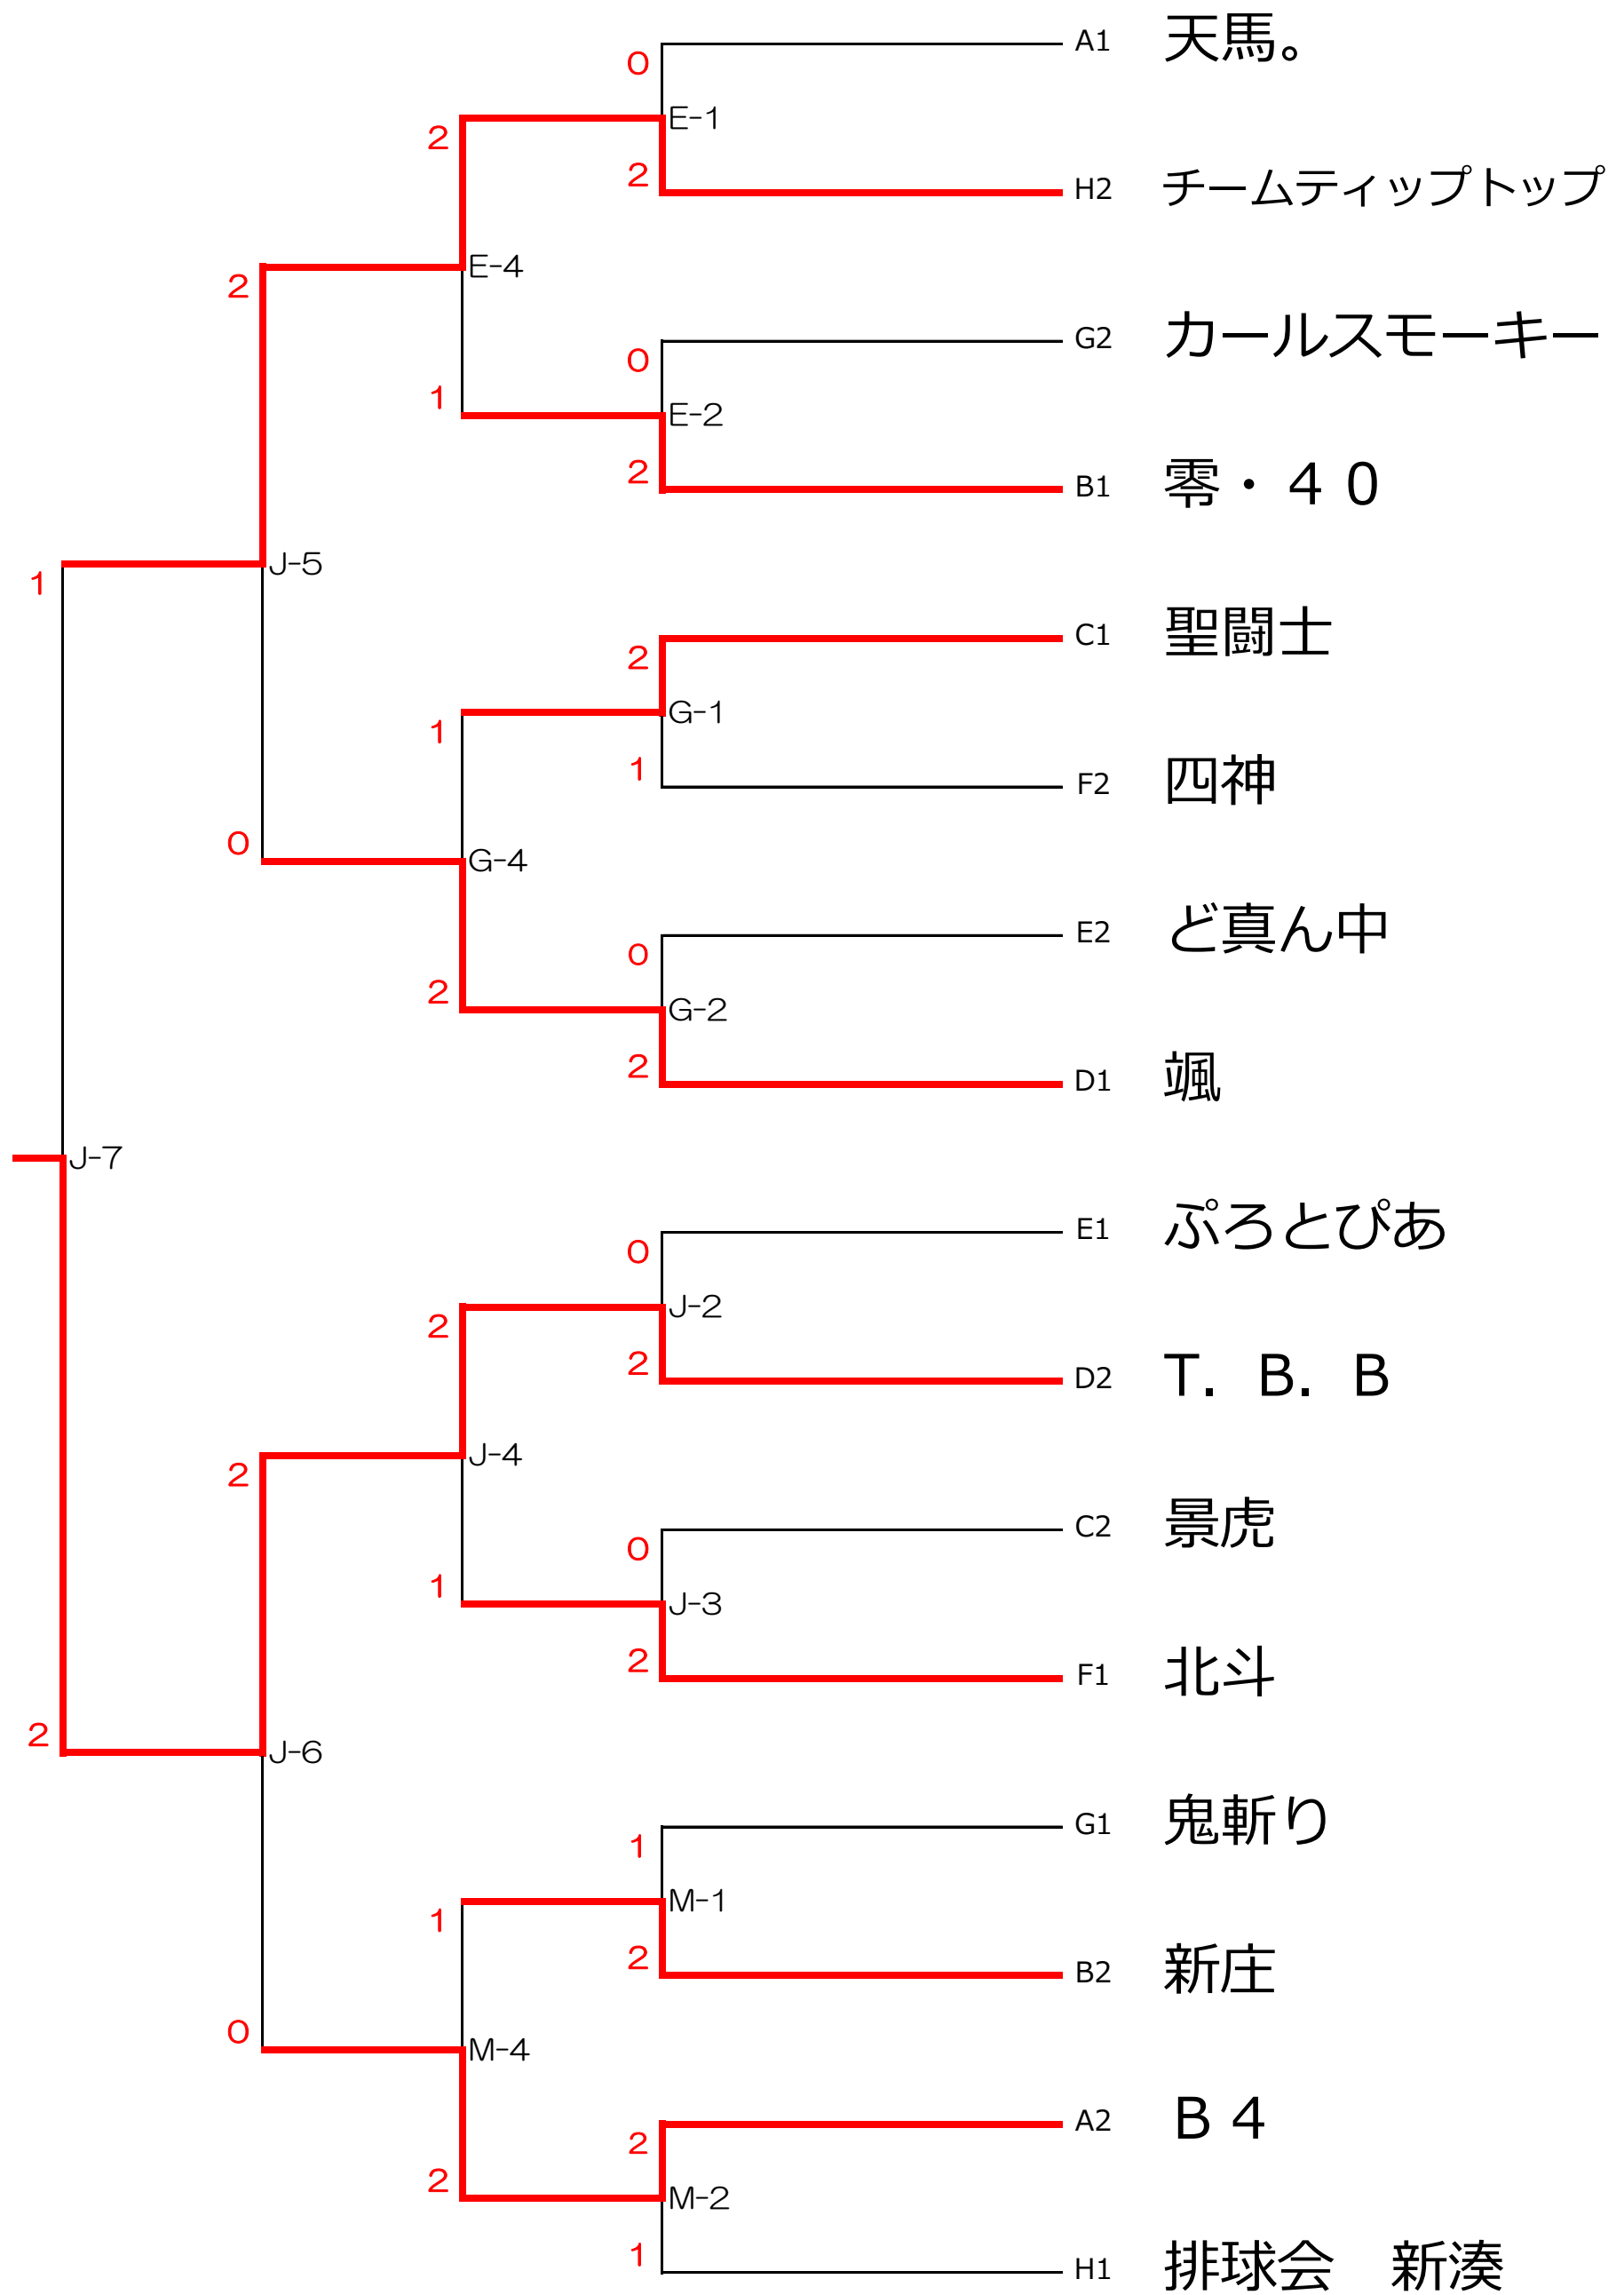 A1 天馬。
0
E-1
2
2
H2 チームティップトップ
E-4
2
G2 カールスモーキー
0
1
E-2
2
B1 零・４０
J-5
1
C1 聖闘士
2
G-1
1
1
F2 四神
0
G-4
E2 ど真ん中
0
2
G-2
2
D1 颯
J-7
E1 ぷろとぴあ
0
J-2
2
2
D2 Ｔ．Ｂ．Ｂ
J-4
2
C2 景虎
0
1
J-3
2
F1 北斗
2
J-6
G1 鬼斬り
1
M-1
1
2
B2 新庄
0
M-4
A2 Ｂ４
2
2
M-2
1
H1 排球会　新湊